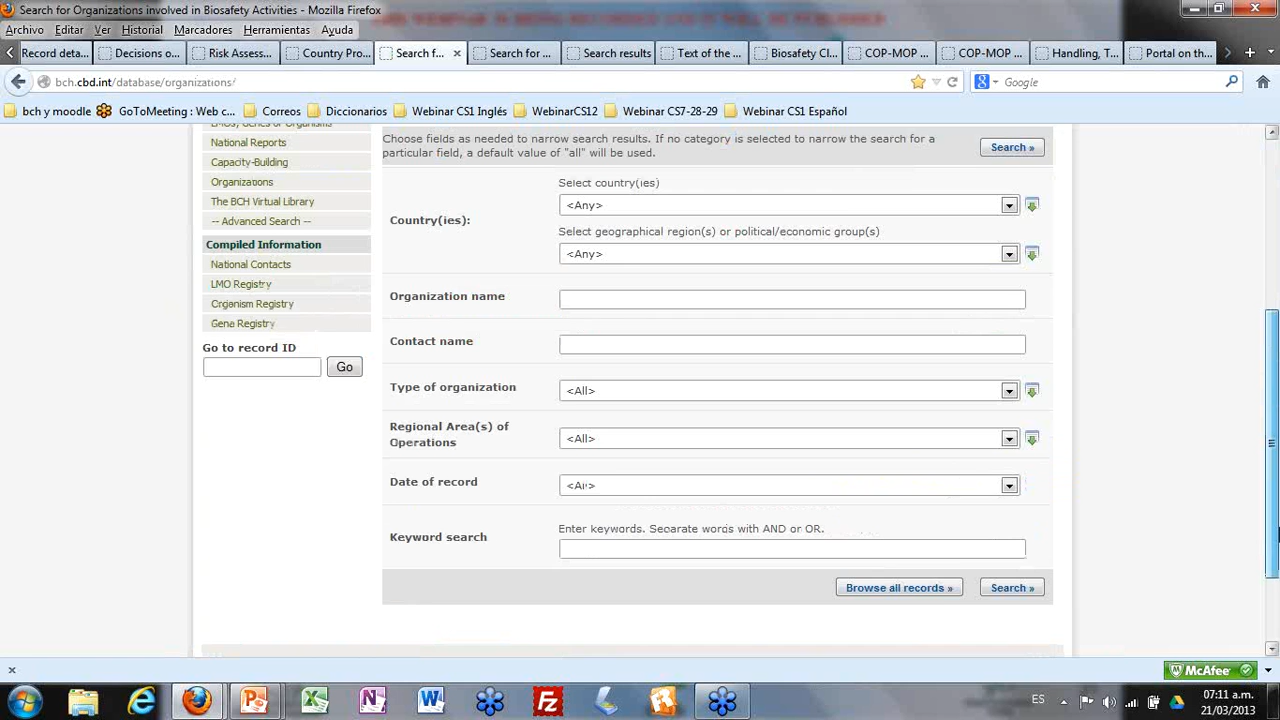 Search for Organizations involved in Biosafety Activities - Mozilla Firefox
Archivo Editar Ver Historial Marcadores Herramientas Ayuda
Record deta... Decisions o... Risk Assess... Country Pro... Search f... Search for ... Search results Text of the ... Biosafety Cl... COP-MOP ... COP-MOP ... Handling, T... Portal on th...
bch.cbd.int/database/organizations/
Google
bch y moodle GoToMeeting : Web c... Correos Diccionarios Webinar CS1 Inglés WebinarCS12 Webinar CS7-28-29 Webinar CS1 Español
LMOs, Genes or Organisms
National Reports
Capacity-Building
Organizations
The BCH Virtual Library
-- Advanced Search --
Compiled Information
National Contacts
LMO Registry
Organism Registry
Gene Registry
Go to record ID
Go
Choose fields as needed to narrow search results. If no category is selected to narrow the search for a
particular field, a default value of "all" will be used.
Search »
Country(ies):
Select country(ies)
<Any>
Select geographical region(s) or political/economic group(s)
<Any>
Organization name
Contact name
Type of organization
<All>
Regional Area(s) of
Operations
<All>
Date of record
Keyword search
Enter keywords. Separate words with AND or OR.
Browse all records »
Search »
McAfee
ES
07:11 a.m.
21/03/2013